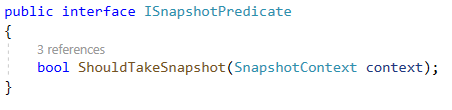 public interface ISnapshotPredicate
{
3 references
bool ShouldTakeSnapshot(SnapshotContext context);
}